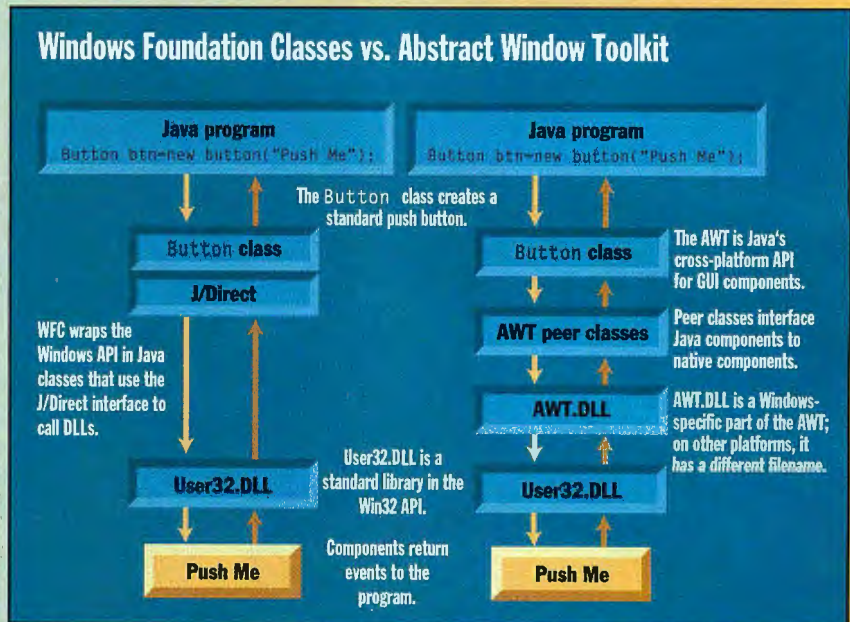 Windows Foundation Classes vs. Abstract Window Toolkit
Java program
Button btn=new button("Push Me");
The Button class creates a
standard push button.
Button class
J/Direct
WFC wraps the
Windows API in Java
classes that use the
J/Direct interface to
call DLLs.
User32.DLL is a
standard library in the
Win32 API.
User32.DLL
Components return
events to the
program.
Push Me
Java program
Button btn=new button("Push Me");
Button class
The AWT is Java's
cross-platform API
for GUI components.
AWT peer classes
Peer classes interface
Java components to
native components.
AWT.DLL
AWT.DLL is a Windows-
specific part of the AWT;
on other platforms, it
has a different filename.
User32.DLL
Push Me